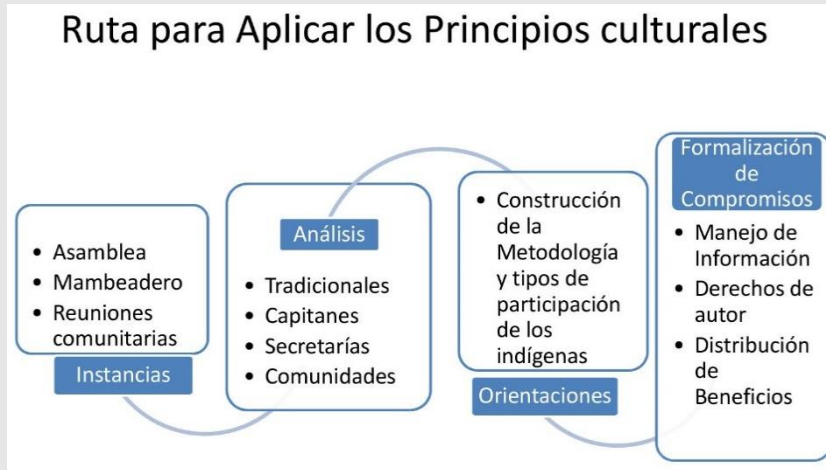 Ruta para Aplicar los Principios culturales
• Asamblea
• Mambeadero
• Reuniones
comunitarias
Instancias
Análisis
• Tradicionales
• Capitanes
• Secretarías
• Comunidades
• Construcción
de la
Metodología
y tipos de
participación
de los
indígenas
Orientaciones
Formalización
de
Compromisos
• Manejo de
Información
• Derechos de
autor
• Distribución
de
Beneficios